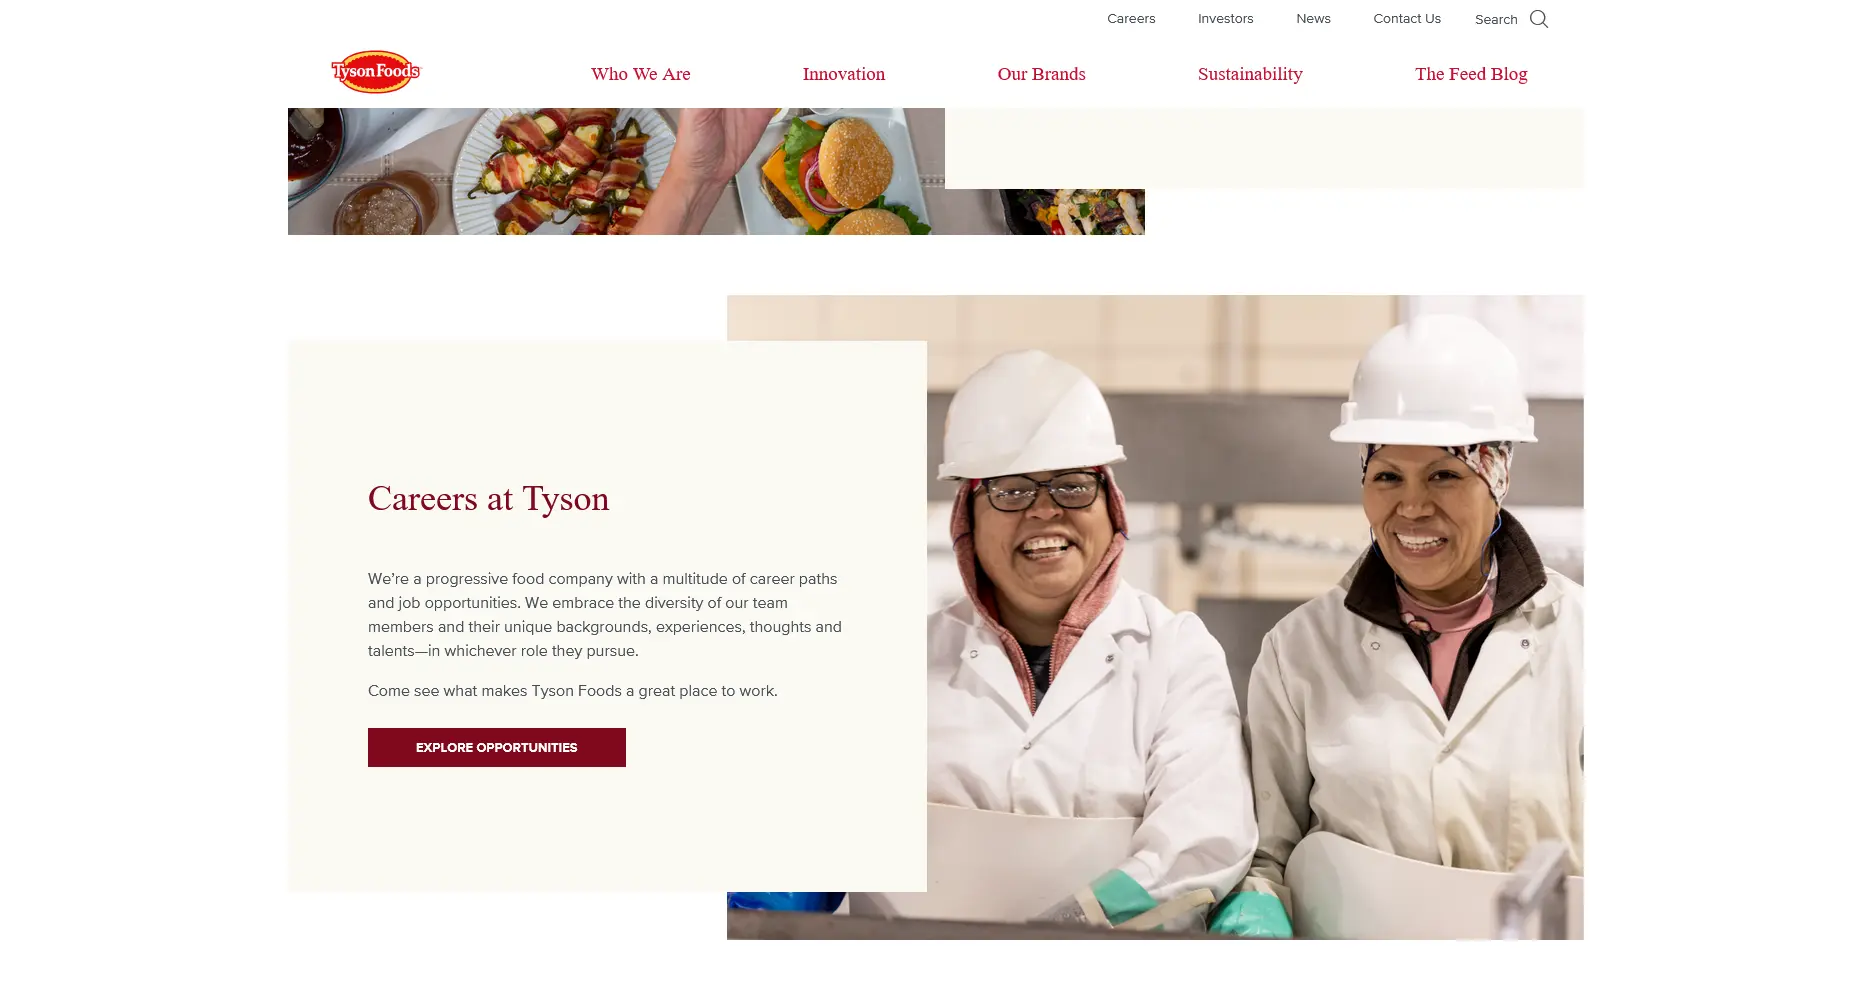 Careers Investors News Contact Us Search
Tyson Foods
Who We Are Innovation Our Brands Sustainability The Feed Blog
Careers at Tyson
We’re a progressive food company with a multitude of career paths
and job opportunities. We embrace the diversity of our team
members and their unique backgrounds, experiences, thoughts and
talents—in whichever role they pursue.
Come see what makes Tyson Foods a great place to work.
EXPLORE OPPORTUNITIES